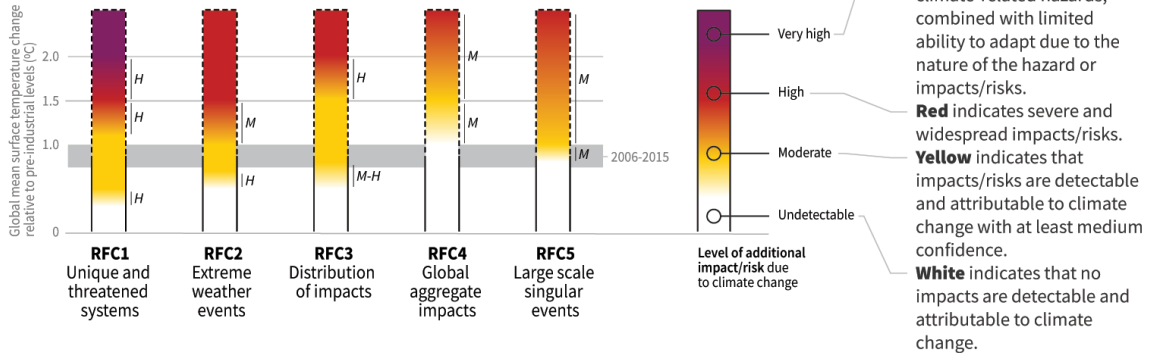 Global mean surface temperature change
relative to pre-industrial levels (⁰C)
2.0
1.5
1.0
0
H
H
H
M
H
H
M-H
M
M
M
M
2006-2015
RFC1
Unique and
threatened
systems
RFC2
Extreme
weather
events
RFC3
Distribution
of impacts
RFC4
Global
aggregate
impacts
RFC5
Large scale
singular
events
Very high
High
Moderate
Undetectable
Level of additional
impact/risk due
to climate change
climate-related hazards,
combined with limited
ability to adapt due to the
nature of the hazard or
impacts/risks.
Red indicates severe and
widespread impacts/risks.
Yellow indicates that
impacts/risks are detectable
and attributable to climate
change with at least medium
confidence.
White indicates that no
impacts are detectable and
attributable to climate
change.